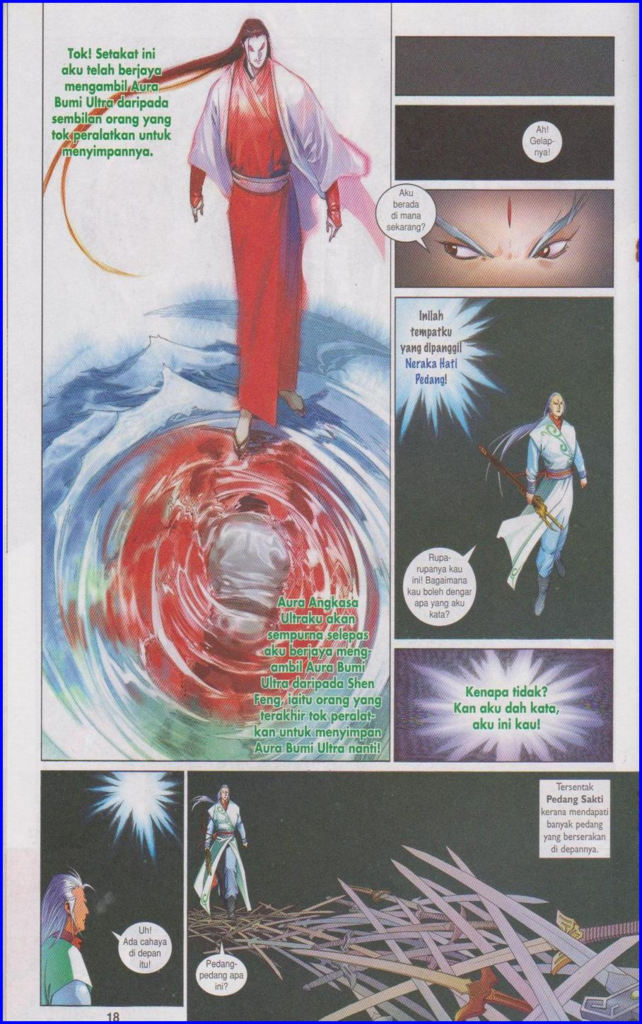 Tok! Setakat ini
aku telah berjaya
mengambil Aura
Bumi Ultra daripada
sembilan orang yang
tok peralatkan untuk
menyimpannya.
Aura Angkasa
Ultraku akan
sempurna selepas
aku berjaya meng-
ambil Aura Bumi
Ultra daripada Shen
Feng, iaitu orang yang
terakhir tok peralat-
kan untuk menyimpan
Aura Bumi Ultra nanti!
Ah!
Gelap-
nya!
Aku
berada
di mana
sekarang?
Inilah
tempatku
yang dipanggil
Neraka Hati
Pedang!
Rupa-
rupanya kau
ini! Bagaimana
kau boleh dengar
apa yang aku
kata?
Kenapa tidak?
Kan aku dah kata,
aku ini kau!
Uh!
Ada cahaya
di depan
itu!
Tersentak
Pedang Sakti
kerana mendapati
banyak pedang
yang berserakan
di depannya.
Pedang-
pedang apa
ini?
18